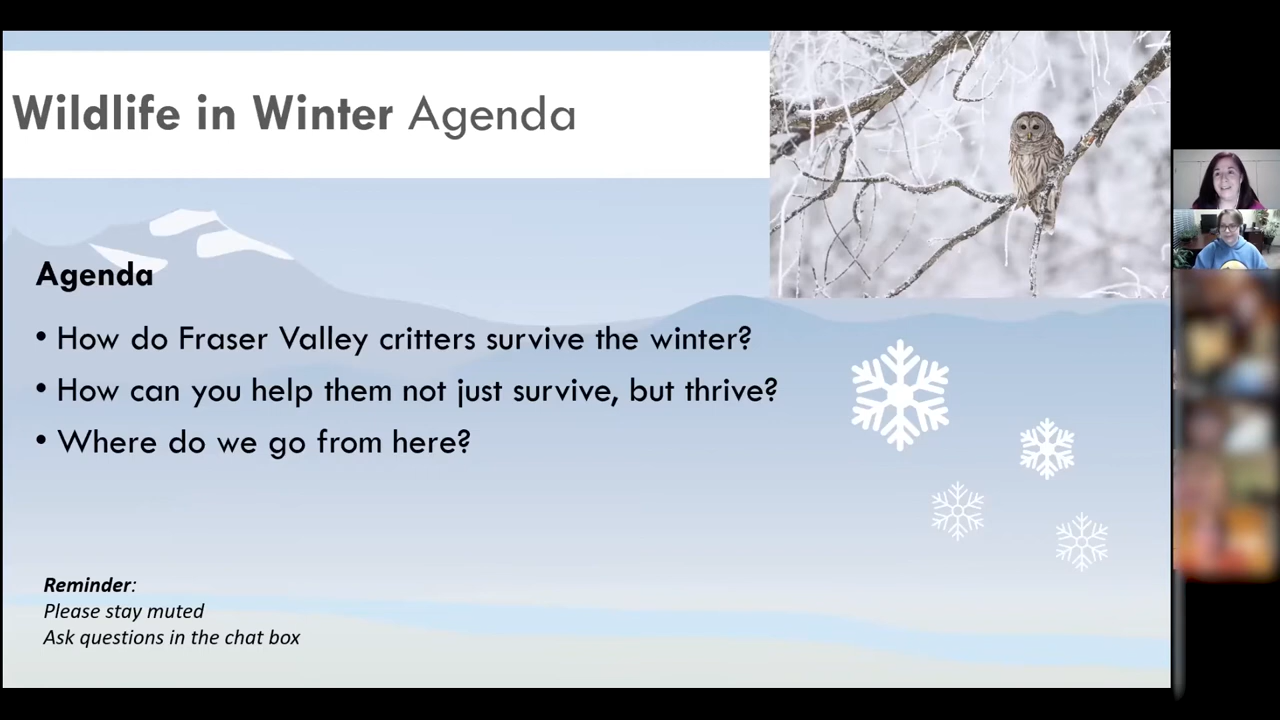 Wildlife in Winter Agenda
Agenda
• How do Fraser Valley critters survive the winter?
• How can you help them not just survive, but thrive?
• Where do we go from here?
Reminder:
Please stay muted
Ask questions in the chat box